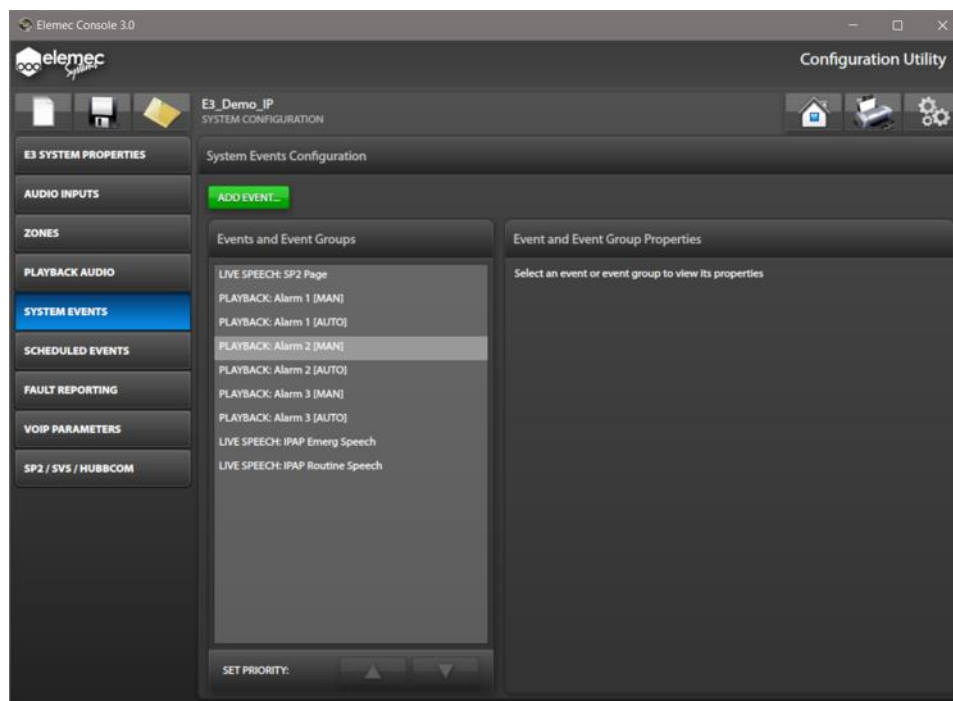 Elemec Console 3.0
elemec
Systems
Configuration Utility
E3_Demo_IP
SYSTEM CONFIGURATION
E3 SYSTEM PROPERTIES
AUDIO INPUTS
ZONES
PLAYBACK AUDIO
SYSTEM EVENTS
SCHEDULED EVENTS
FAULT REPORTING
VOIP PARAMETERS
SP2 / SVS / HUBBCOM
System Events Configuration
ADD EVENT...
Events and Event Groups
LIVE SPEECH: SP2 Page
PLAYBACK: Alarm 1 [MAN]
PLAYBACK: Alarm 1 [AUTO]
PLAYBACK: Alarm 2 [MAN]
PLAYBACK: Alarm 2 [AUTO]
PLAYBACK: Alarm 3 [MAN]
PLAYBACK: Alarm 3 [AUTO]
LIVE SPEECH: IPAP Emerg Speech
LIVE SPEECH: IPAP Routine Speech
SET PRIORITY:
Event and Event Group Properties
Select an event or event group to view its properties